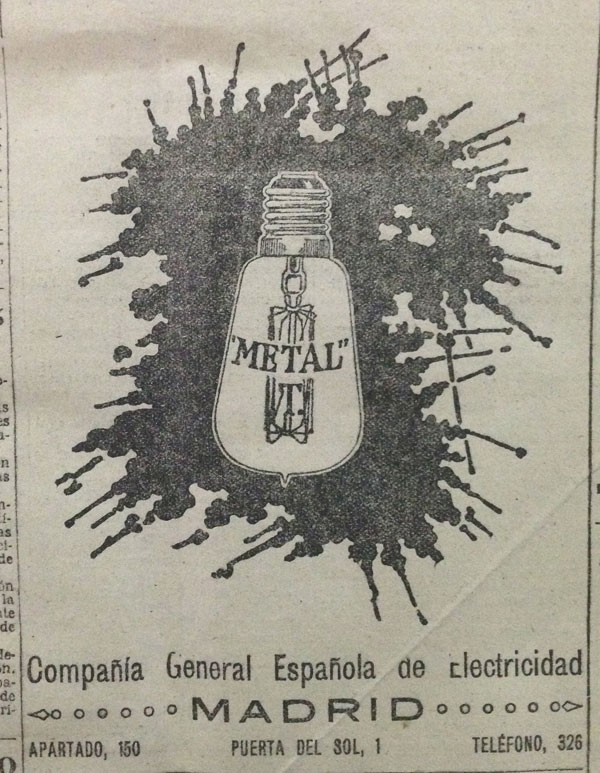 "METAL"
T.
Compañía General Española de Electricidad
MADRID
APARTADO, 150 PUERTA DEL SOL, 1 TELÉFONO, 326